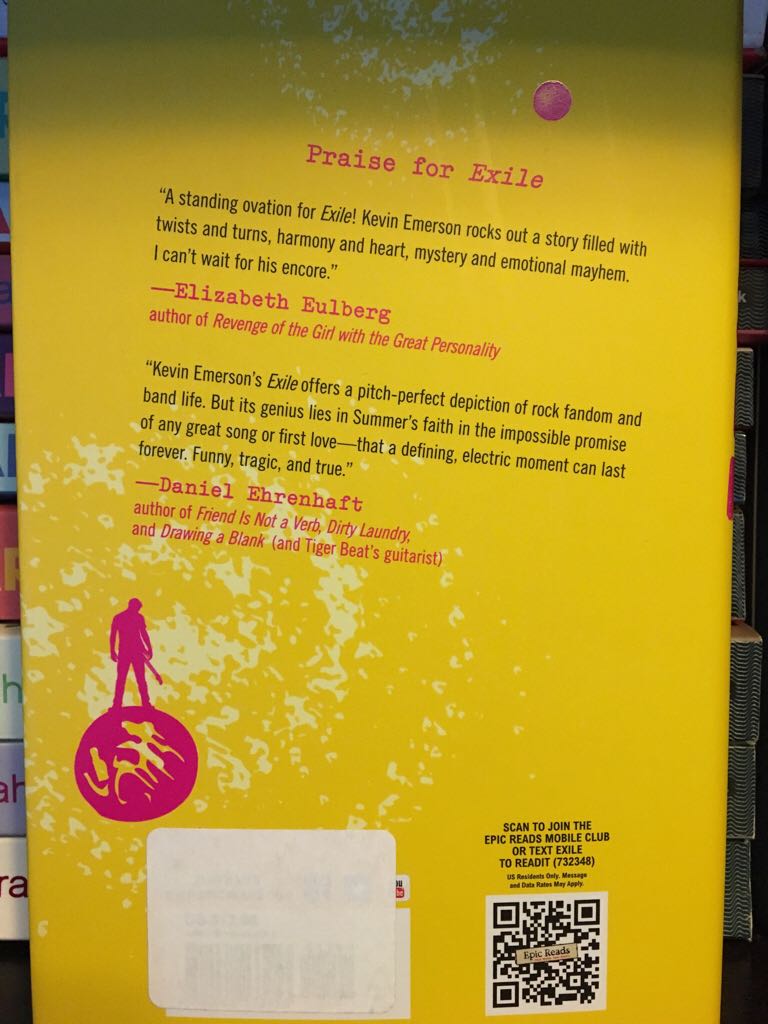 Praise for Exile
“A standing ovation for Exile! Kevin Emerson rocks out a story filled with
twists and turns, harmony and heart, mystery and emotional mayhem.
I can’t wait for his encore.”
—Elizabeth Eulberg
author of Revenge of the Girl with the Great Personality
“Kevin Emerson’s Exile offers a pitch-perfect depiction of rock fandom and
band life. But its genius lies in Summer’s faith in the impossible promise
of any great song or first love—that a defining, electric moment can last
forever. Funny, tragic, and true.”
—Daniel Ehrenhaft
author of Friend Is Not a Verb, Dirty Laundry,
and Drawing a Blank (and Tiger Beat’s guitarist)
SCAN TO JOIN THE
EPIC READS MOBILE CLUB
OR TEXT EXILE
TO READIT (732348)
US Residents Only. Message
and Data Rates May Apply.
Epic Reads